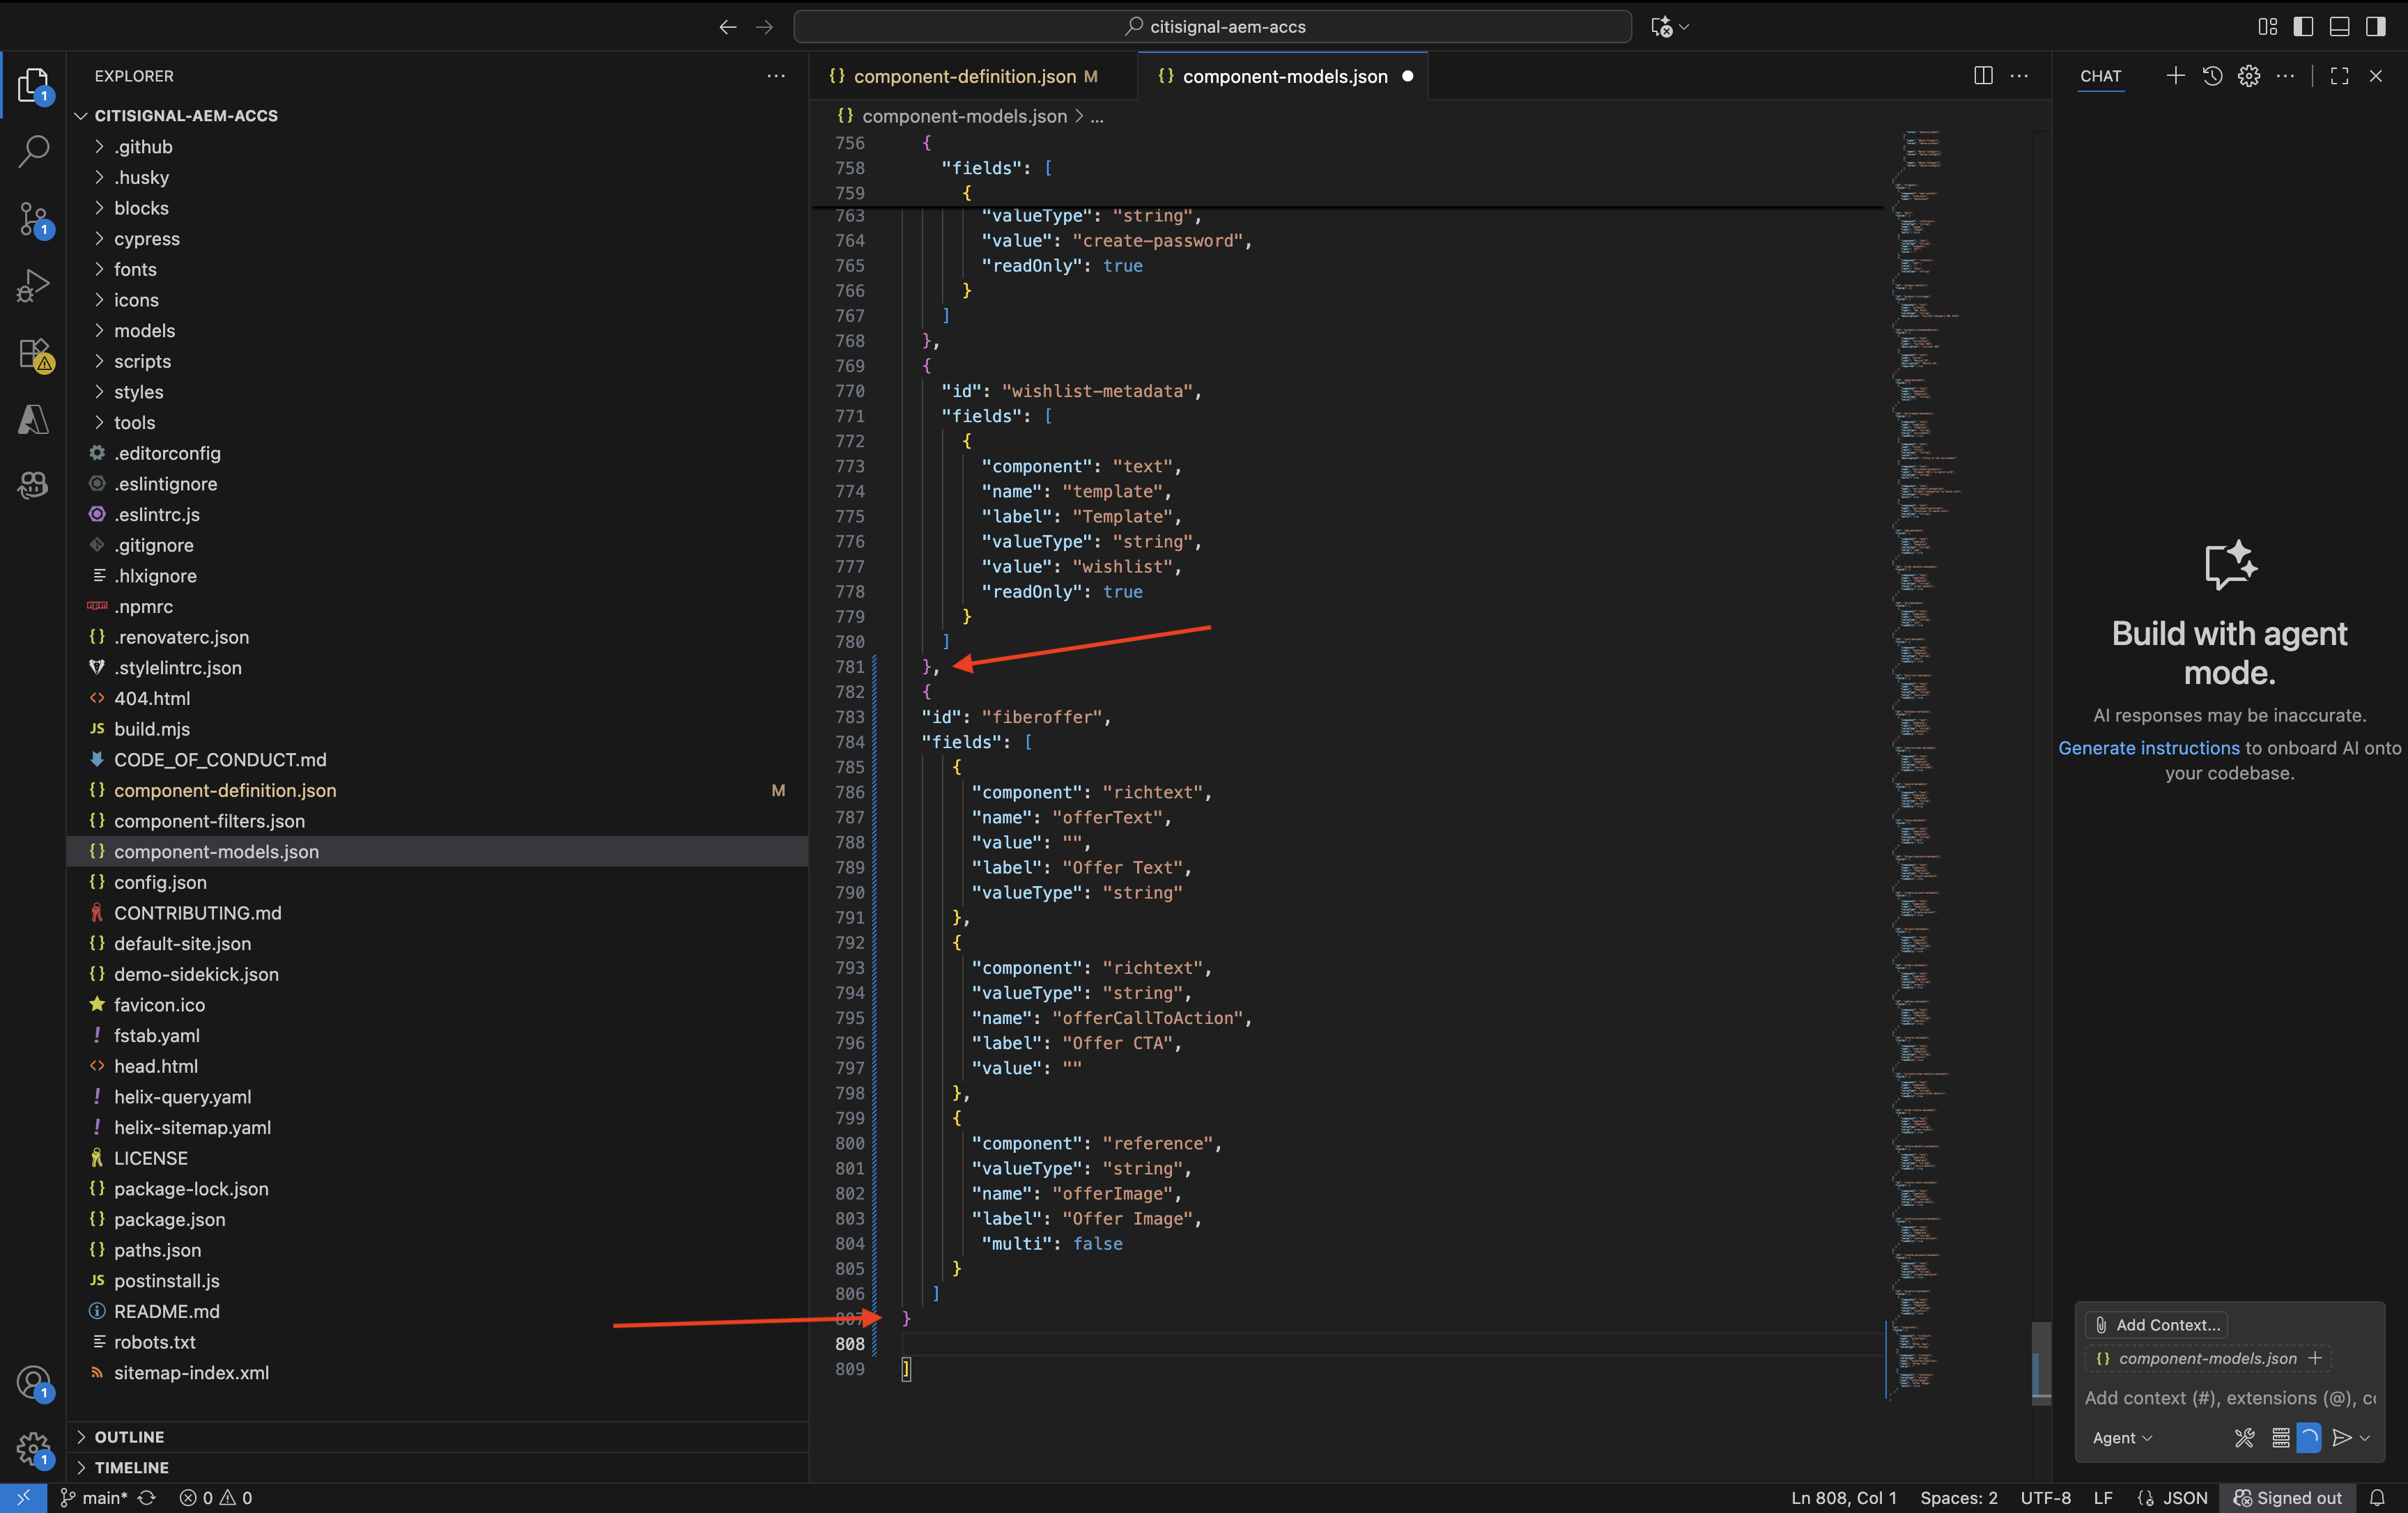 citisignal-aem-accs
EXPLORER
CITISIGNAL-AEM-ACCS
.github
.husky
blocks
cypress
fonts
icons
models
scripts
styles
tools
.editorconfig
.eslintignore
.eslintrc.js
.gitignore
.hlxignore
.npmrc
.renovaterc.json
.stylelintrc.json
404.html
build.mjs
CODE_OF_CONDUCT.md
component-definition.json M
component-filters.json
component-models.json
config.json
CONTRIBUTING.md
default-site.json
demo-sidekick.json
favicon.ico
fstab.yaml
head.html
helix-query.yaml
helix-sitemap.yaml
LICENSE
package-lock.json
package.json
paths.json
postinstall.js
README.md
robots.txt
sitemap-index.xml
OUTLINE
TIMELINE
{} component-definition.json M
{} component-models.json
{} component-models.json > ...
756 {
758 "fields": [
759 {
763 "valueType": "string",
764 "value": "create-password",
765 "readOnly": true
766 }
767 ]
768 },
769 {
770 "id": "wishlist-metadata",
771 "fields": [
772 {
773 "component": "text",
774 "name": "template",
775 "label": "Template",
776 "valueType": "string",
777 "value": "wishlist",
778 "readOnly": true
779 }
780 ]
781 },
782 {
783 "id": "fiberoffer",
784 "fields": [
785 {
786 "component": "richtext",
787 "name": "offerText",
788 "value": "",
789 "label": "Offer Text",
790 "valueType": "string"
791 },
792 {
793 "component": "richtext",
794 "valueType": "string",
795 "name": "offerCallToAction",
796 "label": "Offer CTA",
797 "value": ""
798 },
799 {
800 "component": "reference",
801 "valueType": "string",
802 "name": "offerImage",
803 "label": "Offer Image",
804 "multi": false
805 }
806 ]
807 }
808
809 ]
CHAT
Build with agent
mode.
AI responses may be inaccurate.
Generate instructions to onboard AI onto
your codebase.
Add Context...
{} component-models.json +
Add context (#), extensions (@), co
Agent
main* 0 0
Ln 808, Col 1 Spaces: 2 UTF-8 LF JSON Signed out